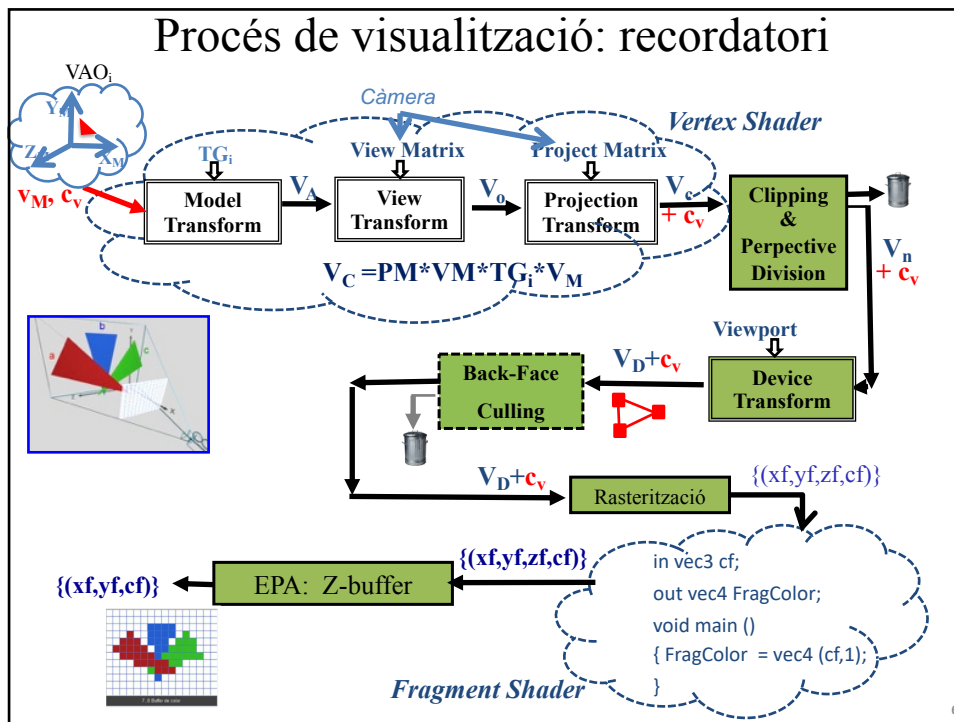 Procés de visualització: recordatori
VAOi
YM
ZM
XM
vM, cv
Càmera
Vertex Shader
TGi
View Matrix
Project Matrix
Model
Transform
VA
View
Transform
Vo
Projection
Transform
Vc
+ cv
Clipping
&
Perpective
Division
Vn
+ cv
VC =PM*VM*TGi*VM
a
b
c
Viewport
Device
Transform
VD+cv
Back-Face
Culling
VD+cv
Rasterització
{(xf,yf,zf,cf)}
in vec3 cf;
out vec4 FragColor;
void main ()
{ FragColor = vec4 (cf,1);
}
Fragment Shader
{(xf,yf,zf,cf)}
EPA: Z-buffer
{(xf,yf,cf)}